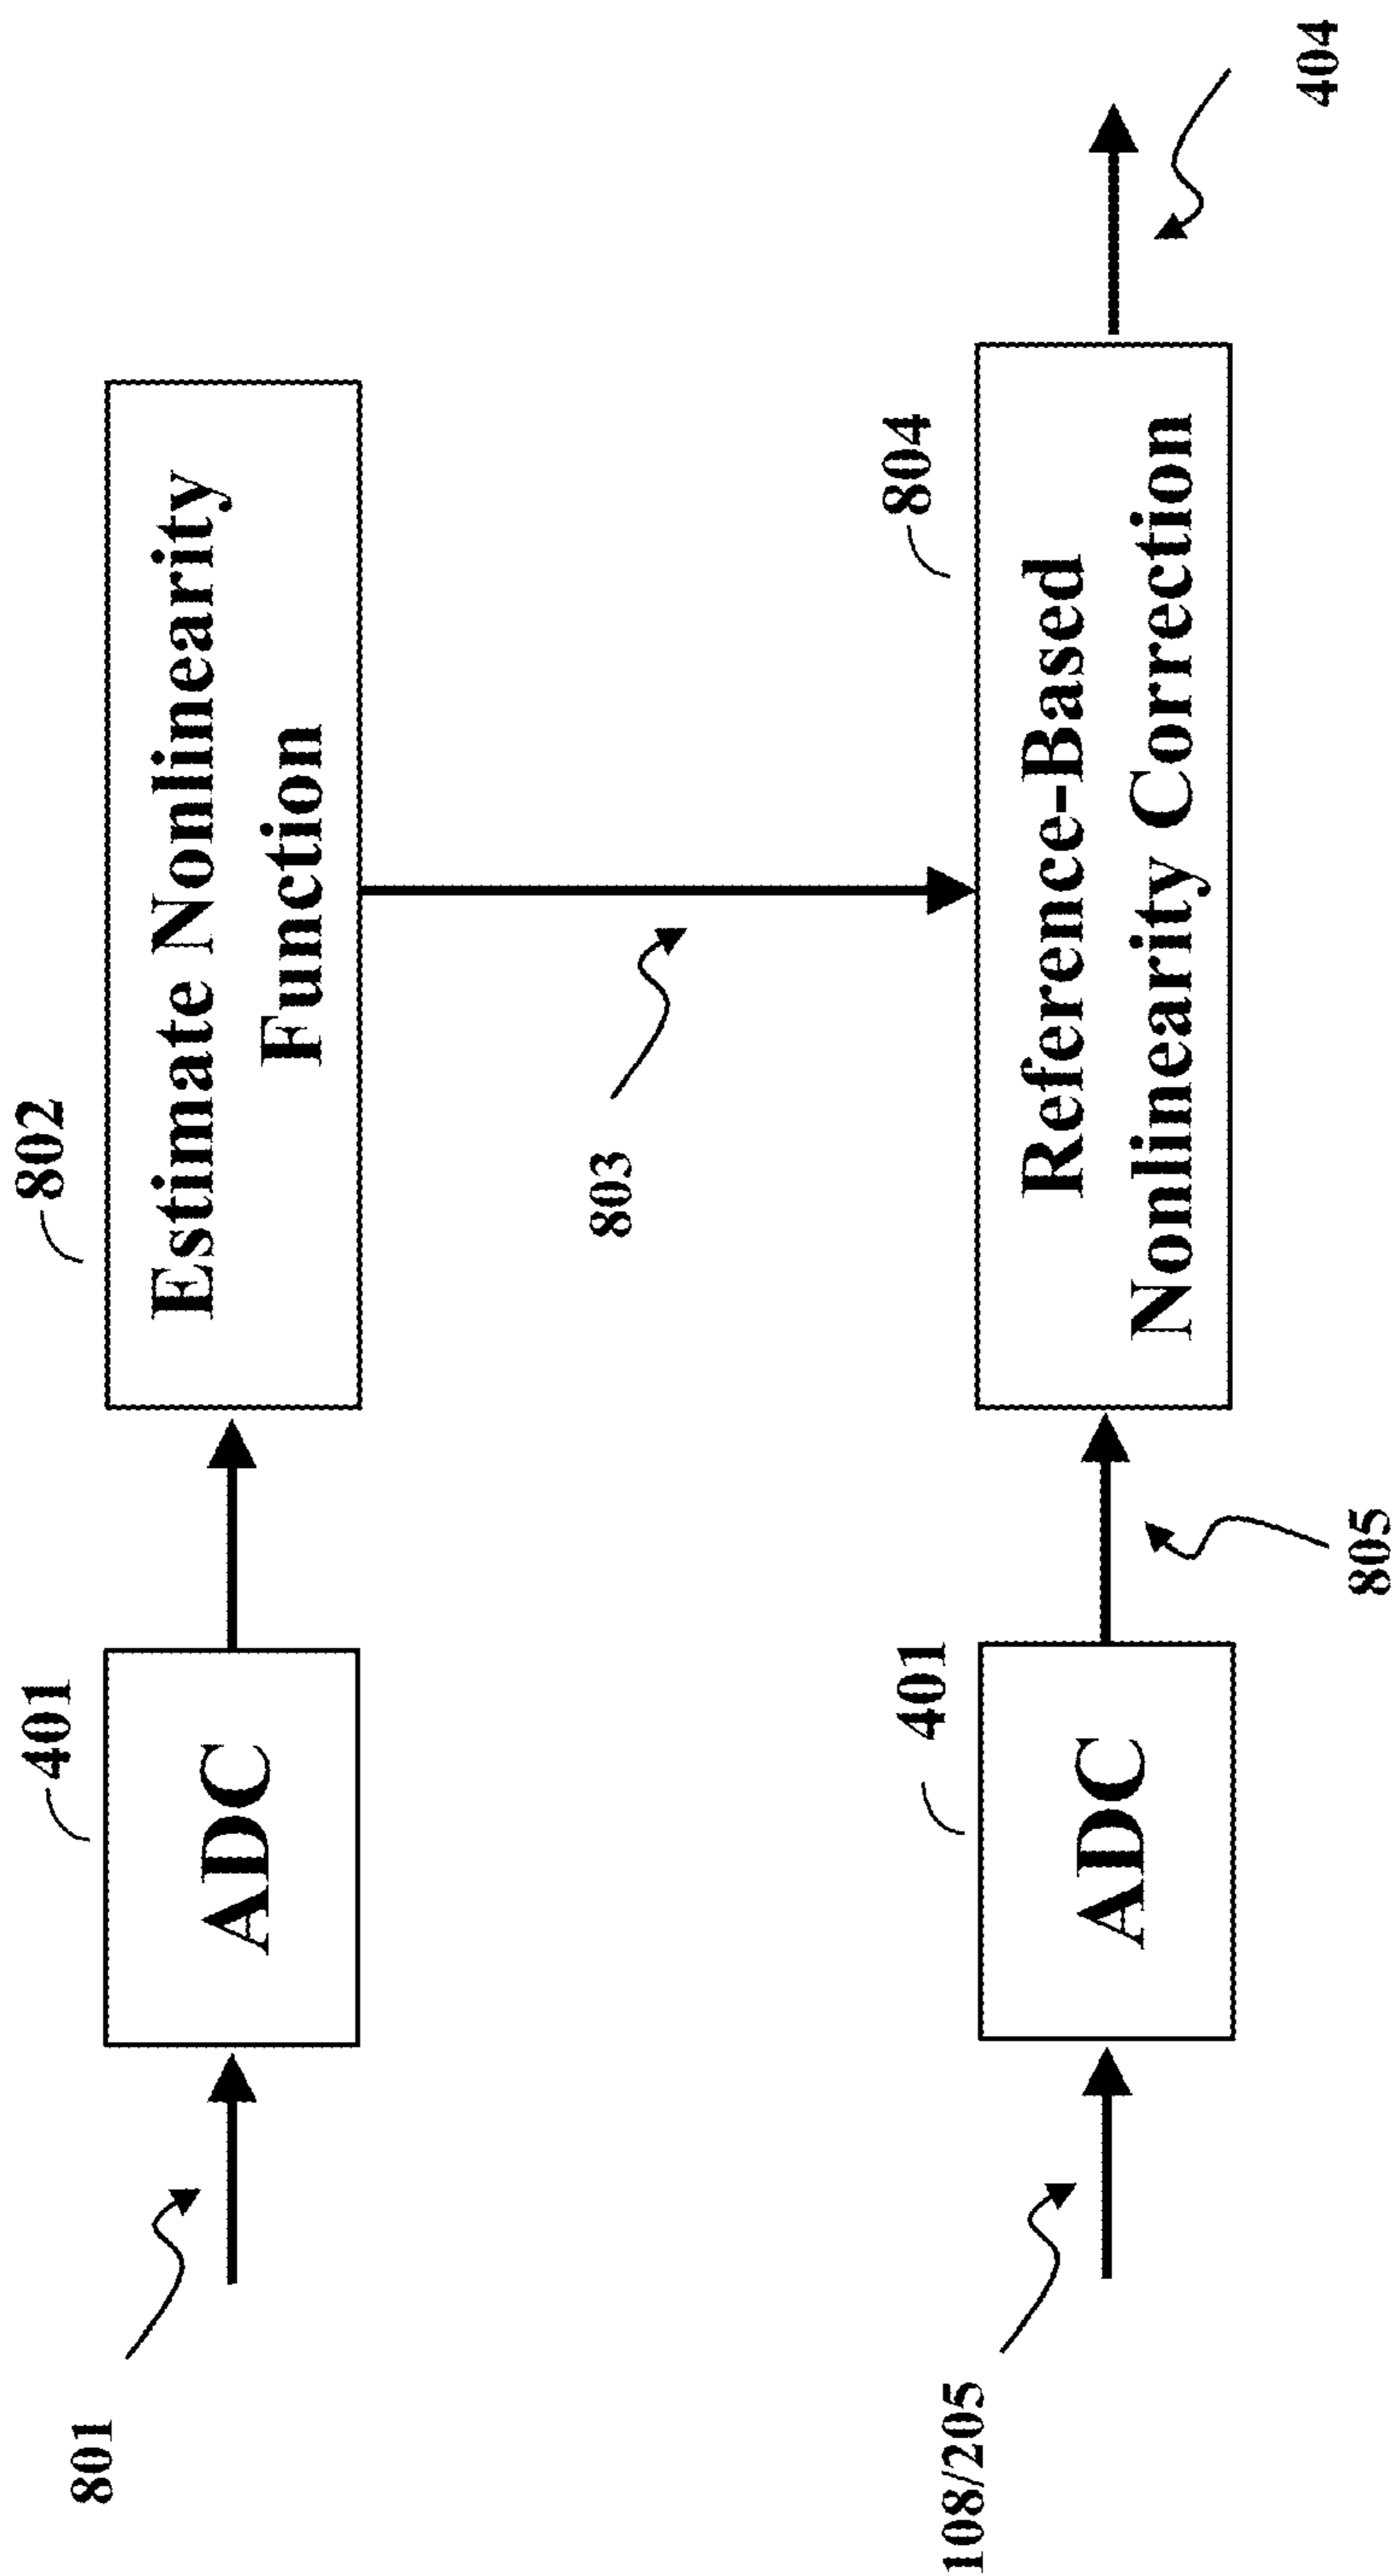 801
401
ADC
802
Estimate Nonlinearity
Function
803
108/205
401
ADC
805
804
Reference-Based
Nonlinearity Correction
404